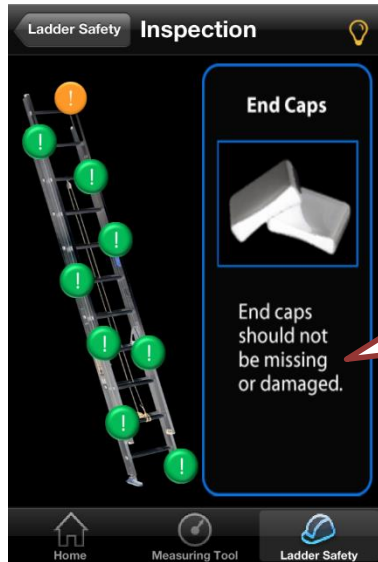 Ladder Safety
Inspection
!
!
!
!
!
!
!
!
!
End Caps
End caps
should not
be missing
or damaged.
Home
Measuring Tool
Ladder Safety